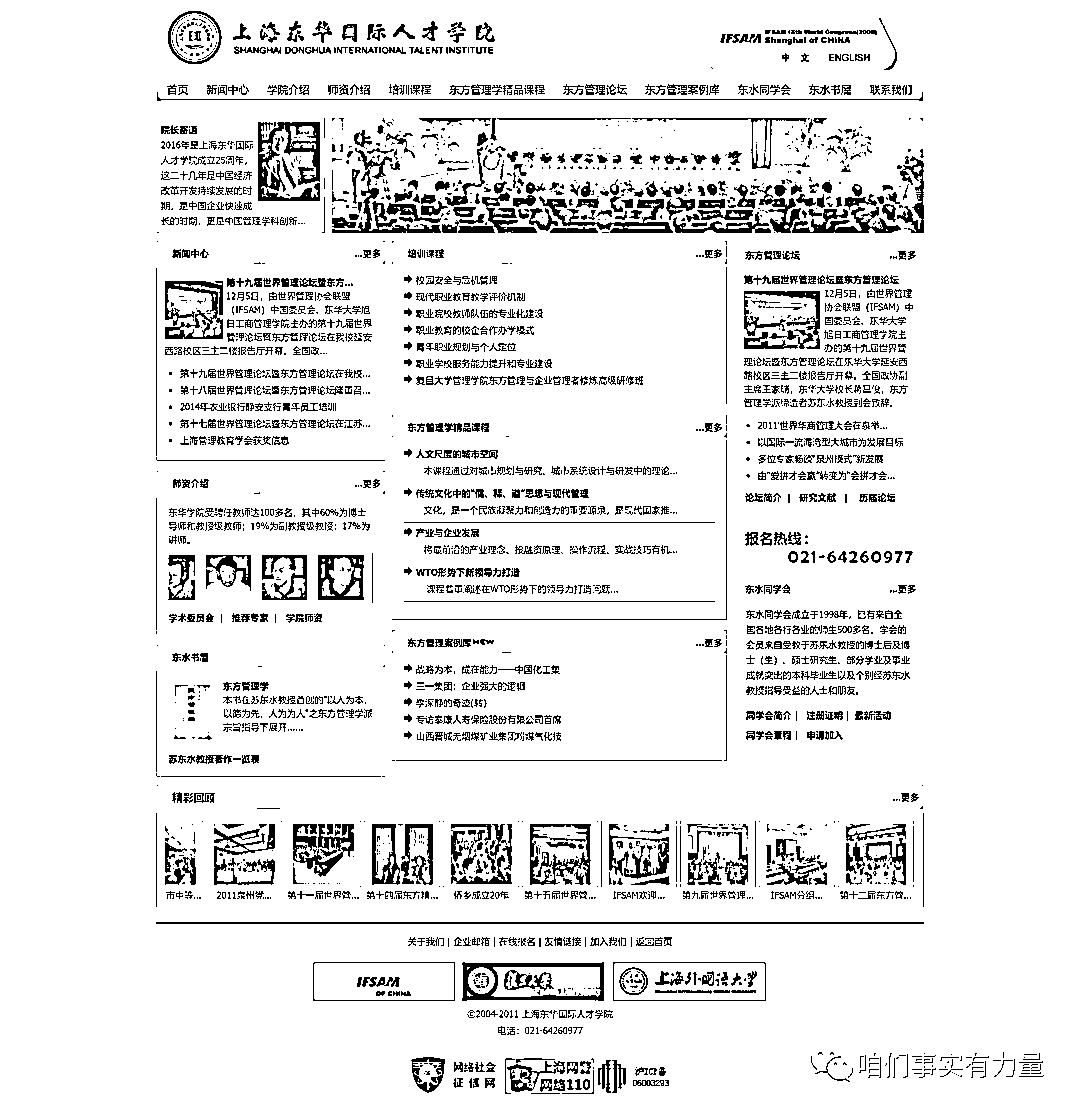 上海东华国际人才学院
SHANGHAI DONGHUA INTERNATIONAL TALENT INSTITUTE
IFSAM IFSAM 15th World Congress(2008)
Shanghai of CHINA
中 文 ENGLISH
首页 新闻中心 学院介绍 师资介绍 培训课程 东方管理学精品课程 东方管理论坛 东方管理案例库 东水同学会 东水书屋 联系我们
院长寄语
2016年是上海东华国际
人才学院成立25周年,
这二十几年是中国经济
改革开发持续发展的时
期,是中国企业快速成
长的时期,更是中国管理学科创新...
新闻中心 ...更多
第十九届世界管理论坛暨东方...
12月5日,由世界管理协会联盟
(IFSAM)中国委员会、东华大学旭
日工商管理学院主办的第十九届世界
管理论坛暨东方管理论坛在我校延安
西路校区三主二楼报告厅开幕。全国政...
• 第十九届世界管理论坛暨东方管理论坛在我校...
• 第十八届世界管理论坛暨东方管理论坛隆重召...
• 2014年农业银行静安支行青年员工培训
• 第十七届世界管理论坛暨东方管理论坛在江苏...
• 上海管理教育学会获奖信息
师资介绍 ...更多
东华学院受聘任教师达100多名,其中60%为博士
导师和教授级教师;19%为副教授级教授;17%为
讲师。
学术委员会 | 推荐专家 | 学院师资
东水书屋
东方管理学
本书在苏东水教授首创的"以人为本,
以德为先,人为为人"之东方管理学派
宗旨指导下展开......
苏东水教授著作一览表
培训课程 ...更多
校园安全与危机管理
现代职业教育教学评价机制
职业院校教师队伍的专业化建设
职业教育的校企合作办学模式
青年职业规划与个人定位
职业学校服务能力提升和专业建设
复旦大学管理学院东方管理与企业管理者修炼高级研修班
东方管理学精品课程 ...更多
人文尺度的城市空间
本课程通过对城市规划与研究、城市系统设计与研发中的理论...
传统文化中的"儒、释、道"思想与现代管理
文化,是一个民族凝聚力和创造力的重要源泉,是现代国家推...
产业与企业发展
将最前沿的产业理念、投融资原理、操作流程、实战技巧有机...
WTO形势下新领导力打造
课程着重阐述在WTO形势下的领导力打造问题...
东方管理案例库NEW ...更多
战略为本,成在能力——中国化工集
三一集团:企业强大的逻辑
李深静的奇迹(转)
专访泰康人寿保险股份有限公司首席
山西晋城无烟煤矿业集团粉煤气化技
东方管理论坛 ...更多
第十九届世界管理论坛暨东方管理论坛
12月5日,由世界管理
协会联盟(IFSAM)中
国委员会、东华大学
旭日工商管理学院主
办的第十九届世界管
理论坛暨东方管理论坛在东华大学延安西
路校区三主二楼报告厅开幕。全国政协副
主席王家瑞,东华大学校长蒋昌俊,东方
管理学派缔造者苏东水教授到会致辞。
• 2011世界华商管理大会在泉举...
• 以国际一流海湾型大城市为发展目标
• 多位专家畅谈"泉州模式"新发展
• 由"爱拼才会赢"转变为"会拼才会...
论坛简介 | 研究文献 | 历届论坛
报名热线:
021-64260977
东水同学会 ...更多
东水同学会成立于1998年,已有来自全
国各地各行各业的师生500多名。学会的
会员来自受教于苏东水教授的博士后及博
士(生)、硕士研究生、部分学业及事业
成就突出的本科毕业生以及个别经苏东水
教授指导受益的人士和朋友。
同学会简介 | 注册证明 | 最新活动
同学会章程 | 申请加入
精彩回顾 ...更多
2011泉州党... 第十一届世界管... 第十四届东方精... 侨乡成立20年 第十五届世界管... IFSAM欢迎... 第九届世界管理... IFSAM分组... 第十二届东方管...
关于我们 | 企业邮箱 | 在线报名 | 友情链接 | 加入我们 | 返回首页
IFSAM
OF CHINA
上海外国语大学
©2004-2011 上海东华国际人才学院
电话: 021-64260977
网络社会
征信网
上海网警
网络110
沪ICP备
06003293
咱们事实有力量